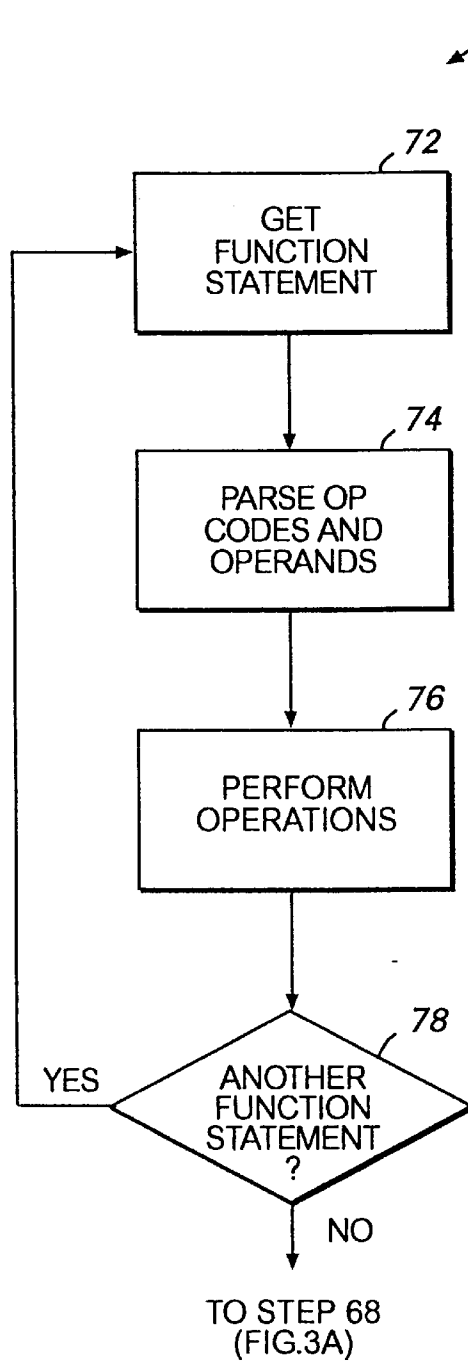 72
GET
FUNCTION
STATEMENT
74
PARSE OP
CODES AND
OPERANDS
76
PERFORM
OPERATIONS
78
YES
ANOTHER
FUNCTION
STATEMENT
?
NO
TO STEP 68
(FIG.3A)